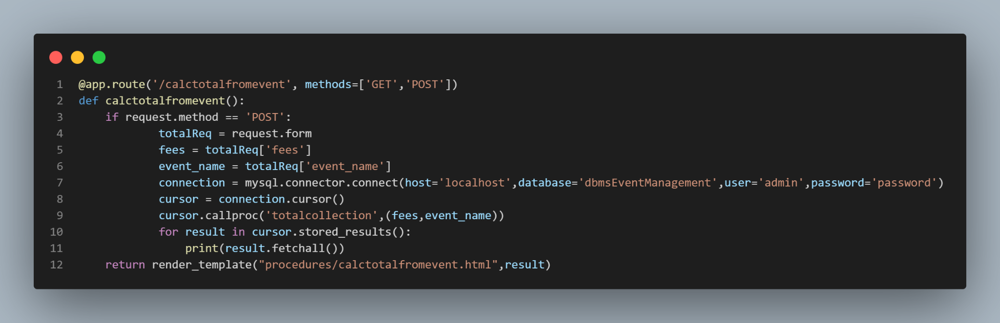 1 @app.route('/calctotalfromevent', methods=['GET','POST'])
2 def calctotalfromevent():
3     if request.method == 'POST':
4             totalReq = request.form
5             fees = totalReq['fees']
6             event_name = totalReq['event_name']
7             connection = mysql.connector.connect(host='localhost',database='dbmsEventManagement',user='admin',password='password')
8             cursor = connection.cursor()
9             cursor.callproc('totalcollection',(fees,event_name))
10             for result in cursor.stored_results():
11                 print(result.fetchall())
12     return render_template("procedures/calctotalfromevent.html",result)